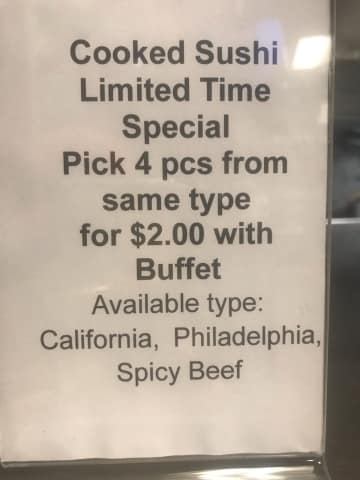 Cooked Sushi
Limited Time
Special
Pick 4 pcs from
same type
for $2.00 with
Buffet
Available type:
California, Philadelphia,
Spicy Beef